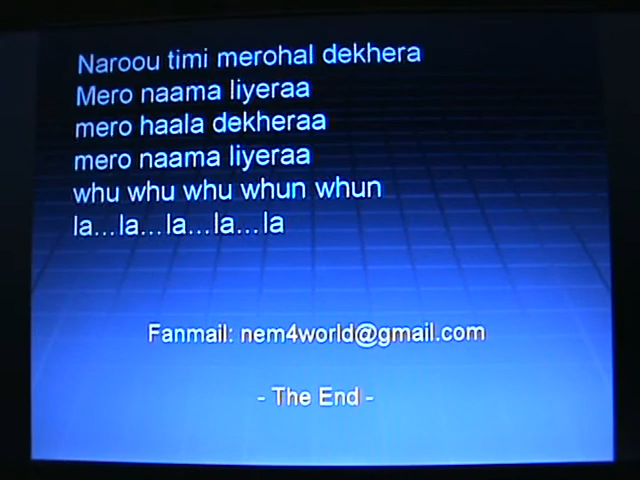 Naroou timi merohal dekhera
Mero naama liyeraa
mero haala dekheraa
mero naama liyeraa
whu whu whu whun whun
la...la...la...la...la
Fanmail: nem4world@gmail.com
- The End -